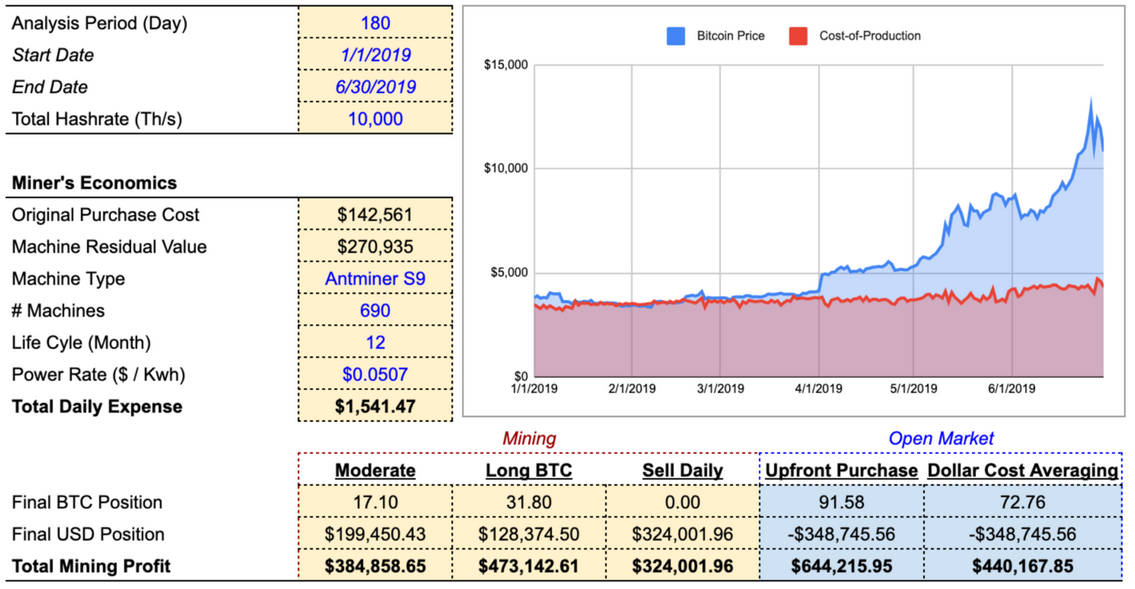 Analysis Period (Day) 180
Start Date 1/1/2019
End Date 6/30/2019
Total Hashrate (Th/s) 10,000
Miner's Economics
Original Purchase Cost $142,561
Machine Residual Value $270,935
Machine Type Antminer S9
# Machines 690
Life Cyle (Month) 12
Power Rate ($ / Kwh) $0.0507
Total Daily Expense $1,541.47
Bitcoin Price Cost-of-Production
$15,000
$10,000
$5,000
$0
1/1/2019 2/1/2019 3/1/2019 4/1/2019 5/1/2019 6/1/2019
Mining Open Market
Moderate Long BTC Sell Daily Upfront Purchase Dollar Cost Averaging
Final BTC Position 17.10 31.80 0.00 91.58 72.76
Final USD Position $199,450.43 $128,374.50 $324,001.96 -$348,745.56 -$348,745.56
Total Mining Profit $384,858.65 $473,142.61 $324,001.96 $644,215.95 $440,167.85